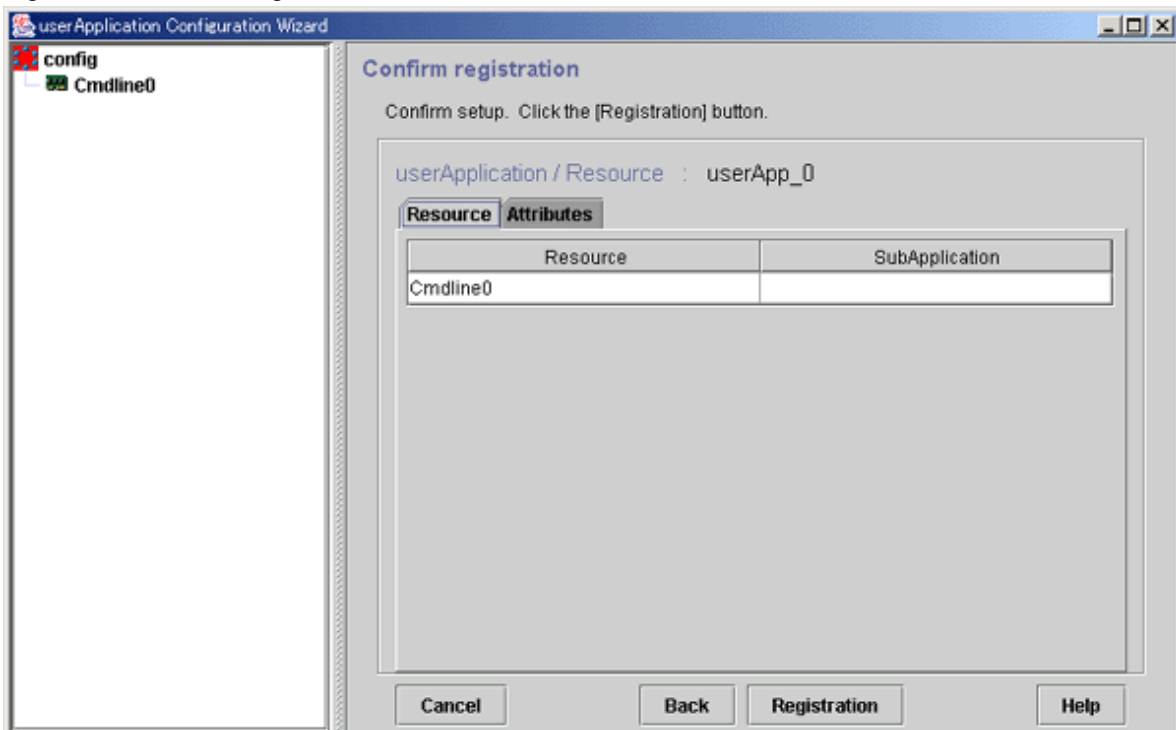 userApplication Configuration Wizard
config
Cmdline0
Confirm registration
Confirm setup.  Click the [Registration] button.
userApplication / Resource  :  userApp_0
Resource Attributes
Resource SubApplication
Cmdline0
Cancel Back Registration Help